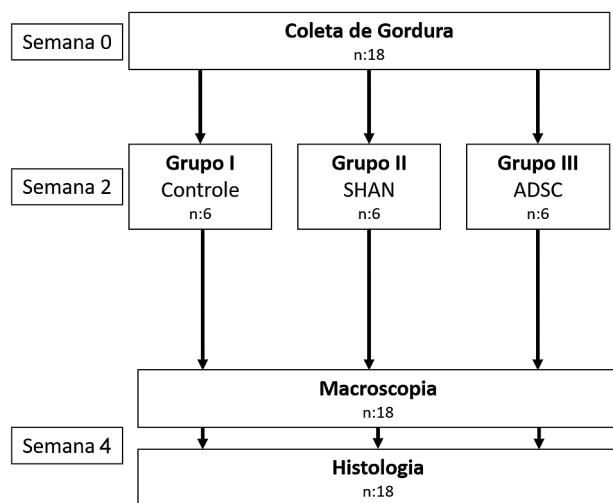 Semana 0
Coleta de Gordura
n:18
Semana 2
Grupo I
Controle
n:6
Grupo II
SHAN
n:6
Grupo III
ADSC
n:6
Macroscopia
n:18
Semana 4
Histologia
n:18